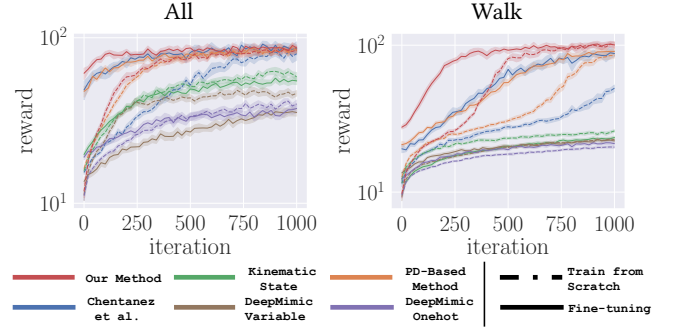 All
Walk
10²
10¹
reward
0
250
500
750
1000
iteration
10²
10¹
reward
0
250
500
750
1000
iteration
Our Method
Kinematic
State
PD-Based
Method
Train from
Scratch
Chentanez
et al.
DeepMimic
Variable
DeepMimic
Onehot
Fine-tuning